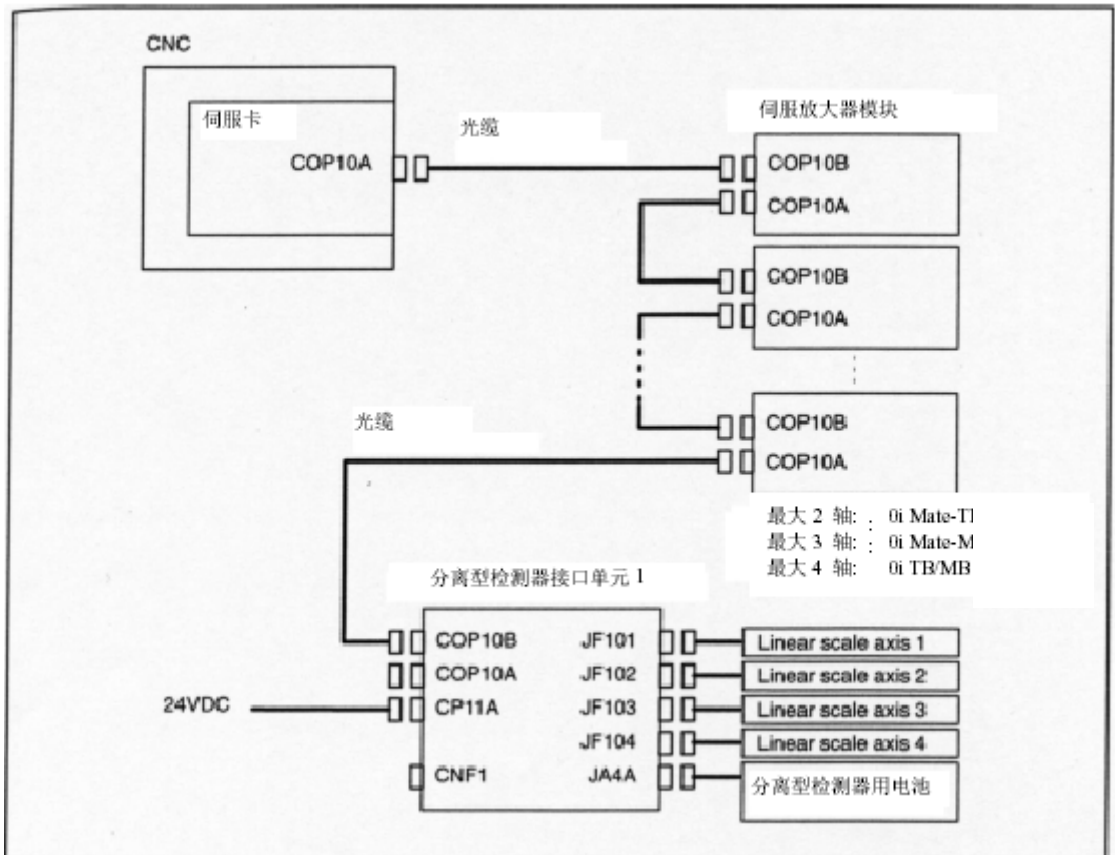 CNC
伺服卡
COP10A
光缆
伺服放大器模块
COP10B
COP10A
COP10B
COP10A
光缆
COP10B
COP10A
最大 2 轴: 0i Mate-T
最大 3 轴: 0i Mate-M
最大 4 轴: 0i TB/MB
分离型检测器接口单元 1
COP10B
COP10A
24VDC
CP11A
CNF1
JF101
JF102
JF103
JF104
JA4A
Linear scale axis 1
Linear scale axis 2
Linear scale axis 3
Linear scale axis 4
分离型检测器用电池